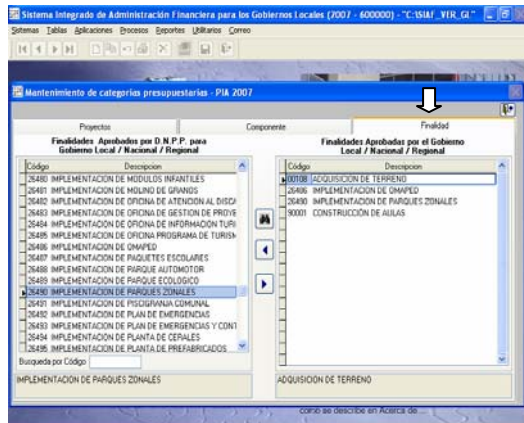 Sistema Integrado de Administración Financiera para los Gobiernos Locales (2007 - 600000) - "C:\SIAF_VER_GL"
Sistemas Tablas Aplicaciones Procesos Reportes Utilitarios Correo
Mantenimiento de categorías presupuestarias - PIA 2007
Proyectos Componente Finalidad
Finalidades Aprobados por D.N.P.P. para
Gobierno Local / Nacional / Regional
Código Descripcion
26480 IMPLEMENTACION DE MODULOS INFANTILES
26481 IMPLEMENTACION DE MOLINO DE GRANOS
26482 IMPLEMENTACION DE OFICINA DE ATENCION AL DISCA
26483 IMPLEMENTACION DE OFICINA DE GESTION DE PROYE
26484 IMPLEMENTACION DE OFICINA DE INFORMACION TURI
26485 IMPLEMENTACION DE OFICINA PROGRAMA DE TURISM
26486 IMPLEMENTACION DE OMAPED
26487 IMPLEMENTACION DE PAQUETES ESCOLARES
26488 IMPLEMENTACION DE PARQUE AUTOMOTOR
26489 IMPLEMENTACION DE PARQUE ECOLOGICO
26490 IMPLEMENTACION DE PARQUES ZONALES
26491 IMPLEMENTACION DE PISCIGRANJA COMUNAL
26492 IMPLEMENTACION DE PLAN DE EMERGENCIAS
26493 IMPLEMENTACION DE PLAN DE EMERGENCIAS Y CONT
26494 IMPLEMENTACION DE PLANTA DE CERALES
26495 IMPLEMENTACION DE PLANTA DE PREFABRICADOS
Busqueda por Código
IMPLEMENTACION DE PARQUES ZONALES
Finalidades Aprobadas por el Gobierno
Local / Nacional / Regional
Código Descripcion
00108 ADQUISICION DE TERRENO
26486 IMPLEMENTACION DE OMAPED
26490 IMPLEMENTACION DE PARQUES ZONALES
90001 CONSTRUCCIÓN DE AULAS
ADQUISICION DE TERRENO
como se describe en Acerca de ...